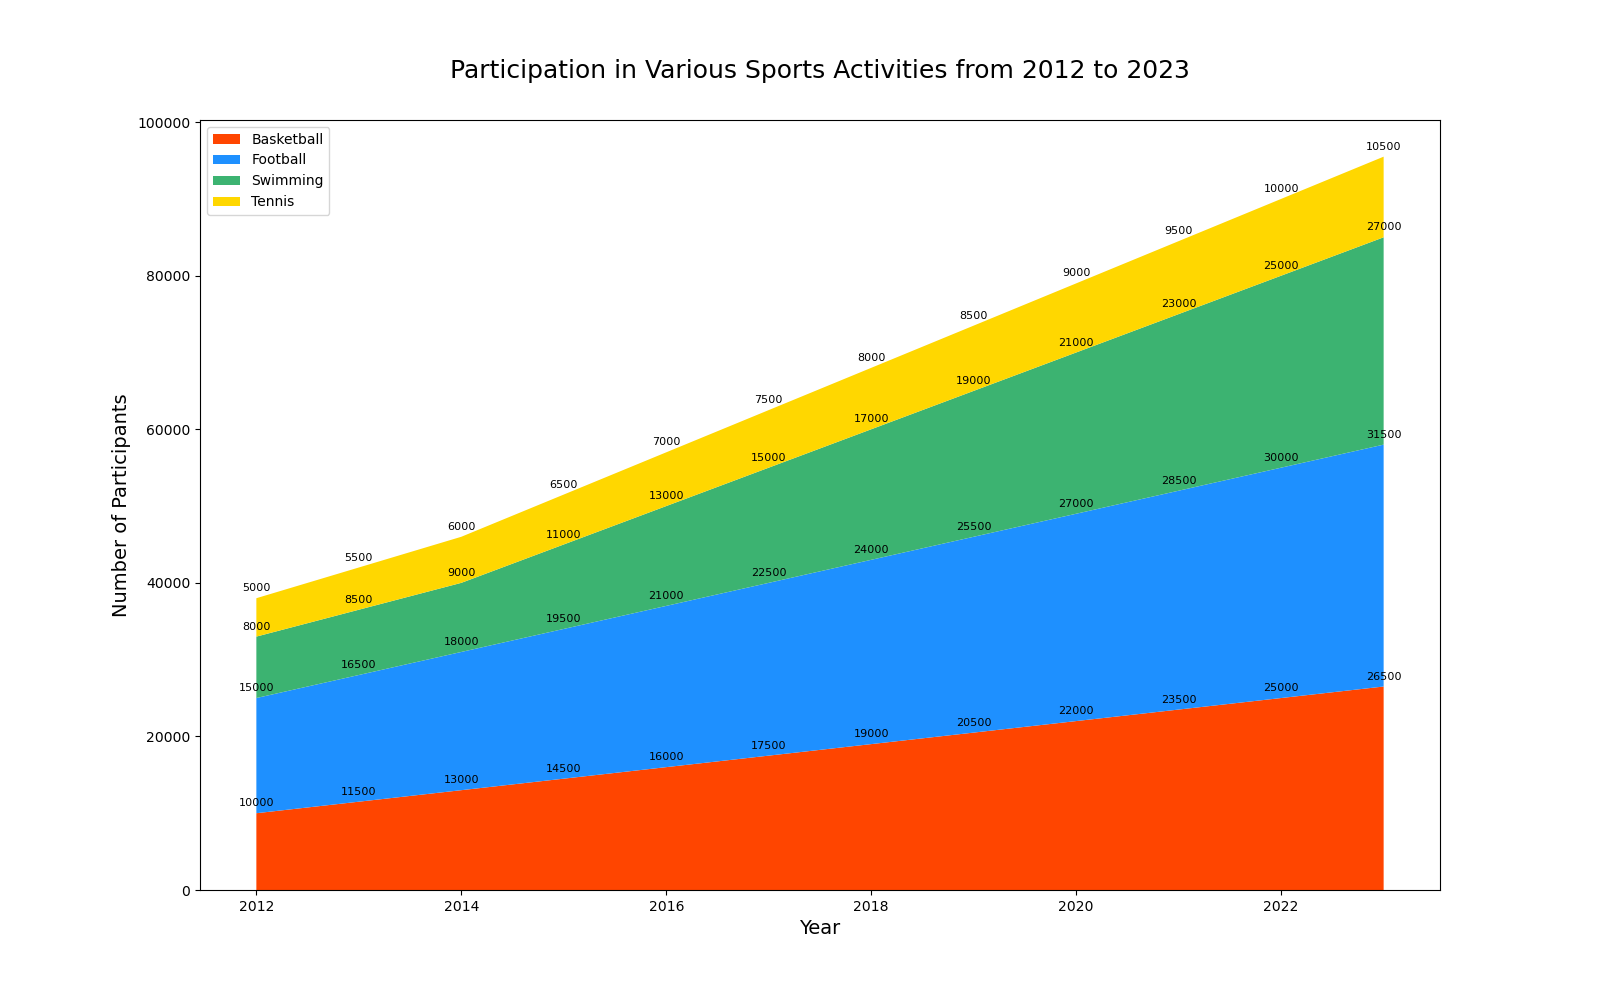 Participation in Various Sports Activities from 2012 to 2023
100000
80000
60000
40000
20000
0
Number of Participants
Basketball
Football
Swimming
Tennis
5000 5500 6000 6500 7000 7500 8000 8500 9000 9500 10000 10500
8000 8500 9000 11000 13000 15000 17000 19000 21000 23000 25000 27000
15000 16500 18000 19500 21000 22500 24000 25500 27000 28500 30000 31500
10000 11500 13000 14500 16000 17500 19000 20500 22000 23500 25000 26500
2012 2014 2016 2018 2020 2022
Year